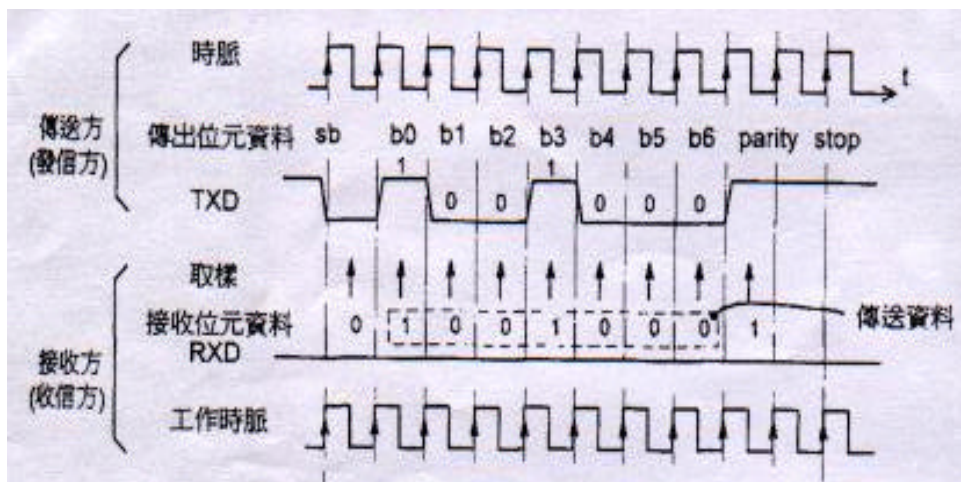 時脈
t
傳送方
(發信方)
傳出位元資料 sb b0 b1 b2 b3 b4 b5 b6 parity stop
1 1
TXD
0 0 0 0 0
取樣
接收位元資料 0 1 0 0 1 0 0 0 1 傳送資料
RXD
接收方
(收信方)
工作時脈